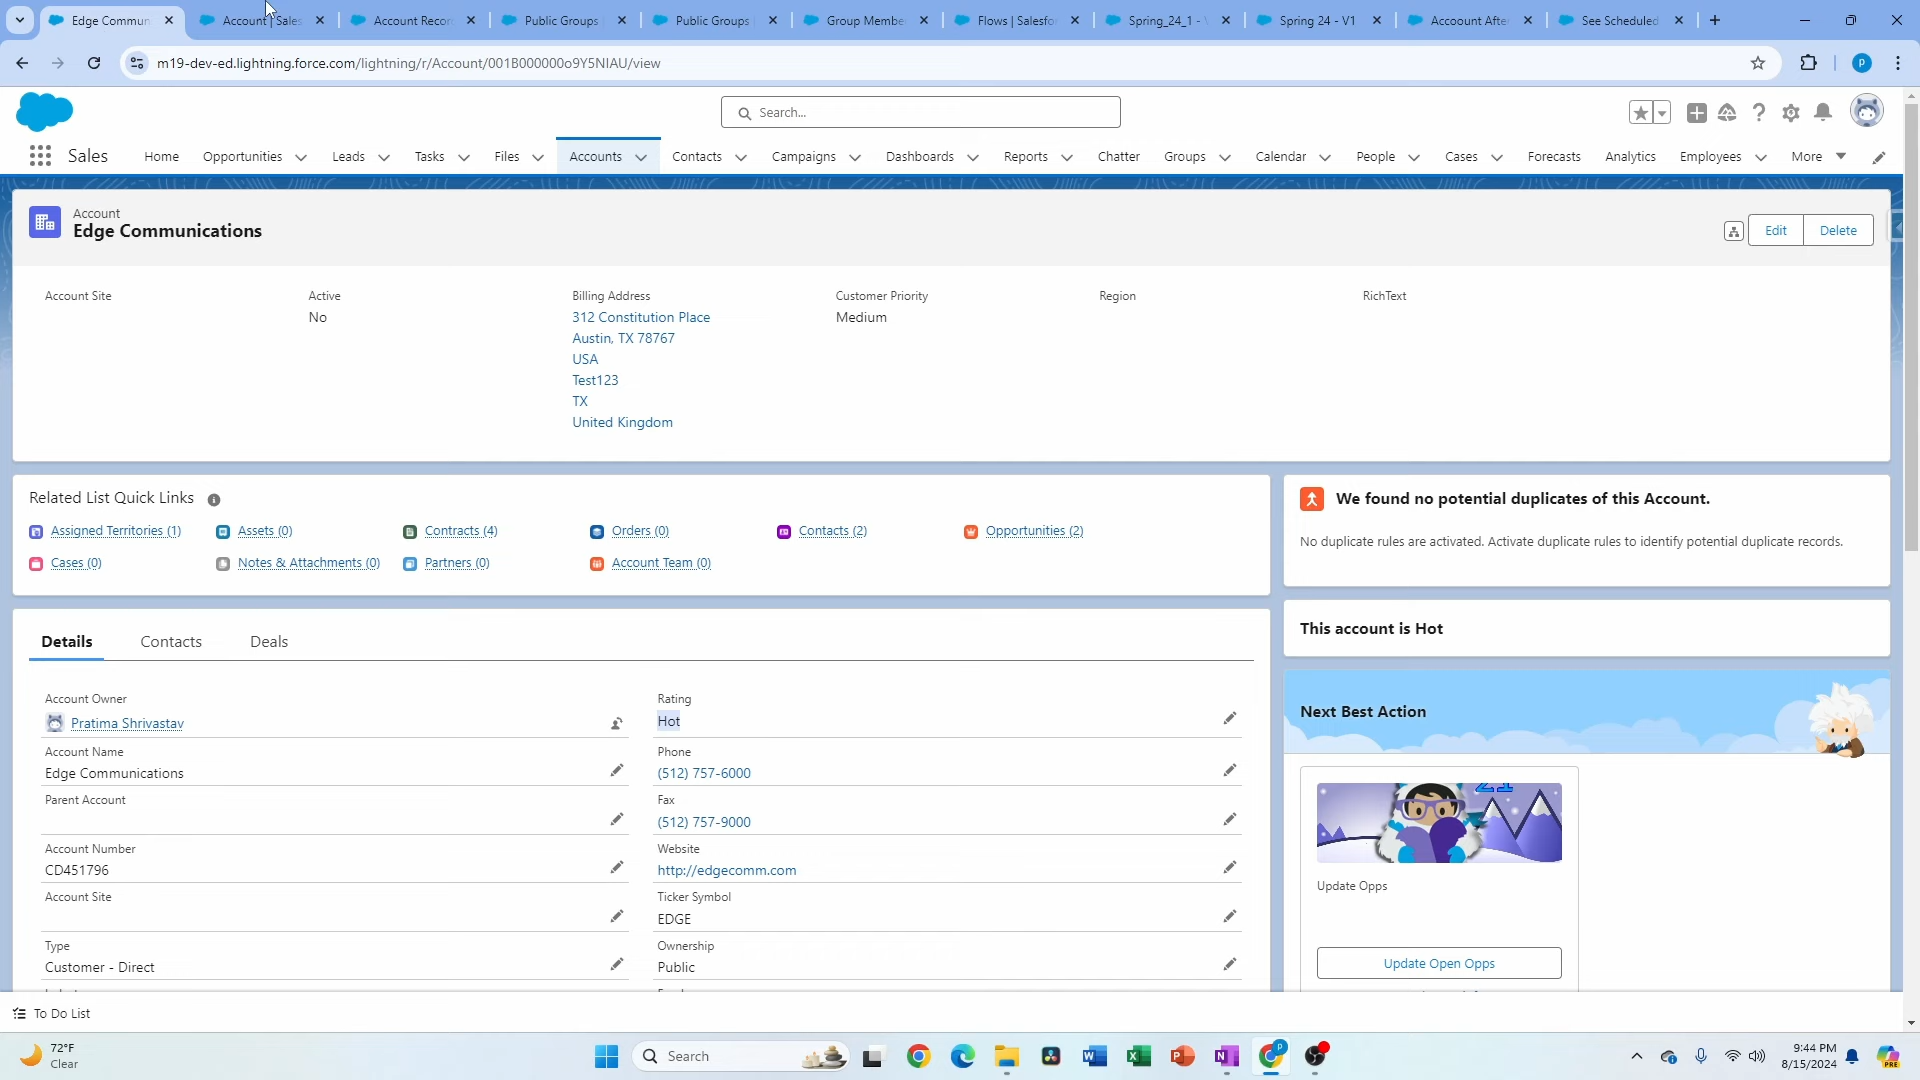 Edge Commun
Account | Sales
Account Recor
Public Groups |
Public Groups
Group Membe
Flows | Salesfo
Spring_24_1 -
Spring 24 - V1
Accoount Afte
See Scheduled
m19-dev-ed.lightning.force.com/lightning/r/Account/001B000000o9Y5NIAU/view
P
Search...
Sales
Home
Opportunities
Leads
Tasks
Files
Accounts
Contacts
Campaigns
Dashboards
Reports
Chatter
Groups
Calendar
People
Cases
Forecasts
Analytics
Employees
More
Account
Edge Communications
Edit
Delete
Account Site
Active
No
Billing Address
312 Constitution Place
Austin, TX 78767
USA
Test123
TX
United Kingdom
Customer Priority
Medium
Region
RichText
Related List Quick Links
Assigned Territories (1)
Assets (0)
Contracts (4)
Orders (0)
Contacts (2)
Opportunities (2)
Cases (0)
Notes & Attachments (0)
Partners (0)
Account Team (0)
We found no potential duplicates of this Account.
No duplicate rules are activated. Activate duplicate rules to identify potential duplicate records.
This account is Hot
Details
Contacts
Deals
Account Owner
Pratima Shrivastav
Rating
Hot
Account Name
Edge Communications
Phone
(512) 757-6000
Parent Account
Fax
(512) 757-9000
Account Number
CD451796
Website
http://edgecomm.com
Account Site
Ticker Symbol
EDGE
Type
Customer - Direct
Ownership
Public
Next Best Action
Update Opps
Update Open Opps
To Do List
72°F
Clear
Search
9:44 PM
8/15/2024